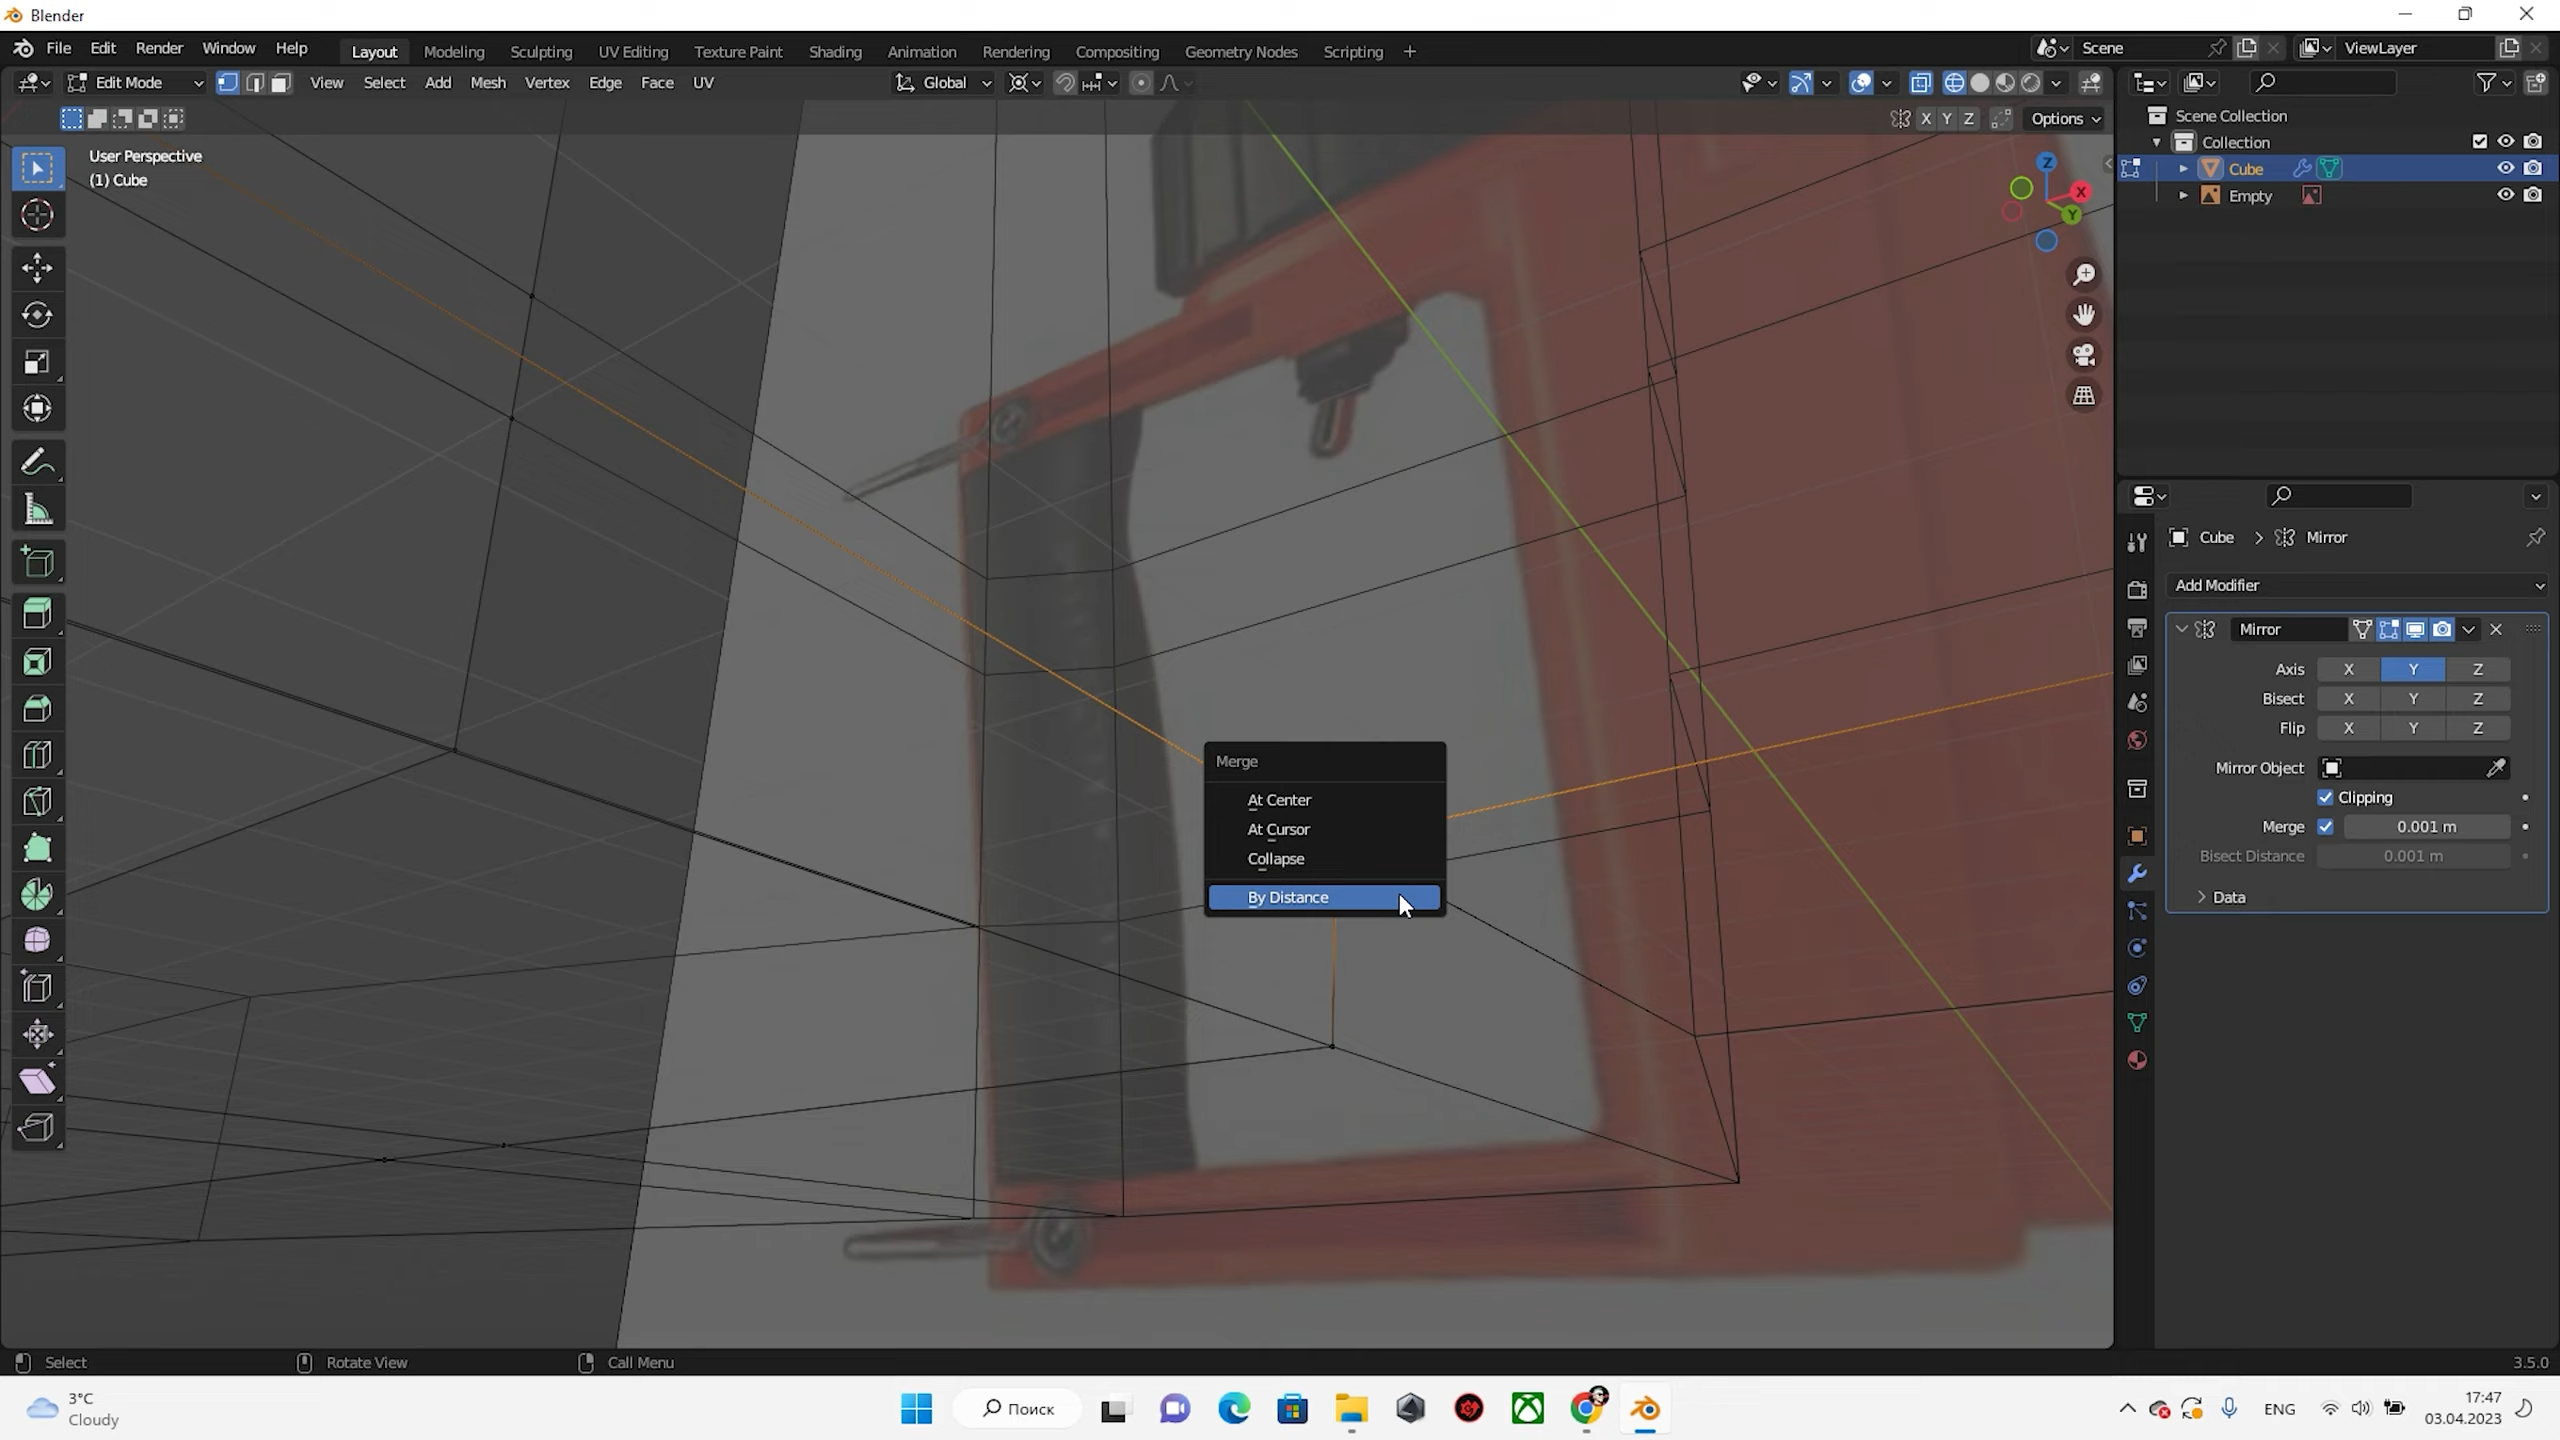 Blender
File Edit Render Window Help Layout Modeling Sculpting UV Editing Texture Paint Shading Animation Rendering Compositing Geometry Nodes Scripting + Scene ViewLayer
Edit Mode View Select Add Mesh Vertex Edge Face UV Global
X Y Z Options
User Perspective
(1) Cube
Z
X
Y
Scene Collection
Collection
Cube
Empty
Cube > Mirror
Add Modifier
Mirror
Axis X Y Z
Bisect X Y Z
Flip X Y Z
Mirror Object
Clipping
Merge 0.001 m
Bisect Distance 0.001 m
Data
Merge
At Center
At Cursor
Collapse
By Distance
Select Rotate View Call Menu 3.5.0
3°C
Cloudy
Поиск
ENG
17:47
03.04.2023